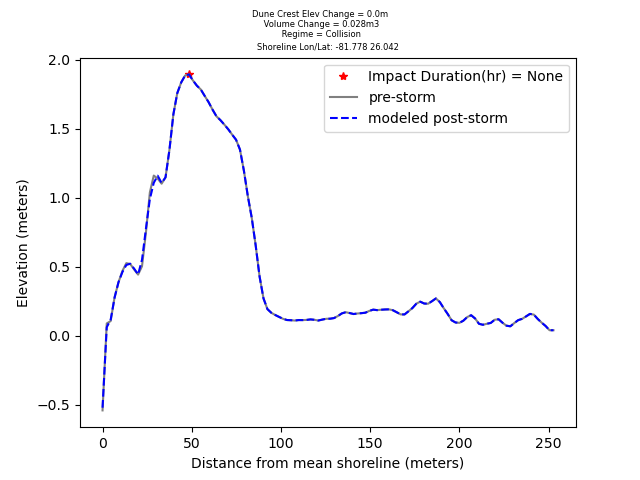 Dune Crest Elev Change = 0.0m
Volume Change = 0.028m3
Regime = Collision
Shoreline Lon/Lat: -81.778 26.042
Impact Duration(hr) = None
pre-storm
modeled post-storm
2.0
1.5
1.0
0.5
0.0
−0.5
Elevation (meters)
0
50
100
150
200
250
Distance from mean shoreline (meters)